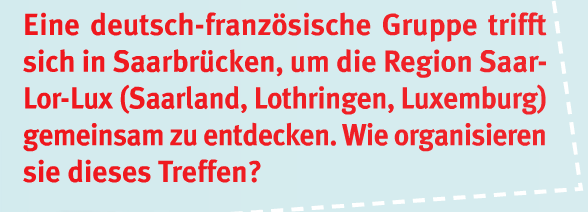 Eine deutsch-französische Gruppe trifft
sich in Saarbrücken, um die Region Saar-
Lor-Lux (Saarland, Lothringen, Luxemburg)
gemeinsam zu entdecken. Wie organisieren
sie dieses Treffen?